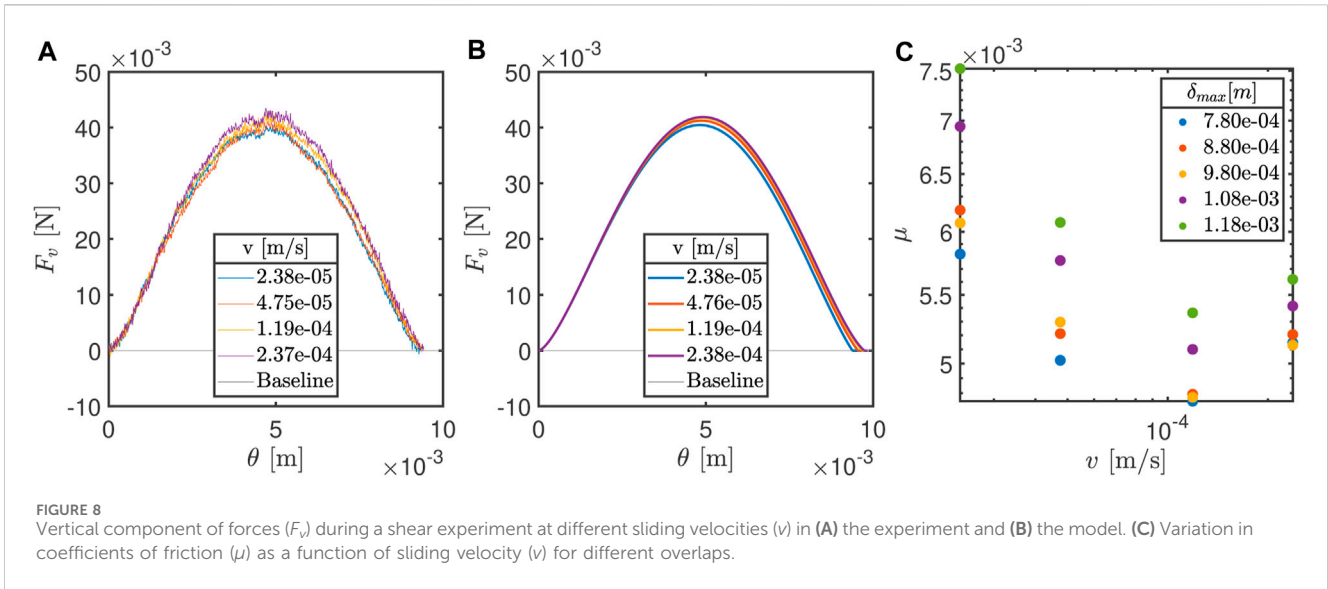 A
×10⁻³
50
40
30
20
10
0
-10
F_v [N]
v [m/s]
2.38e-05
4.75e-05
1.19e-04
2.37e-04
Baseline
0
5
10
θ [m]
×10⁻³
B
×10⁻³
50
40
30
20
10
0
-10
F_v [N]
v [m/s]
2.38e-05
4.76e-05
1.19e-04
2.38e-04
Baseline
0
5
10
θ [m]
×10⁻³
C
×10⁻³
7.5
7
6.5
6
5.5
5
μ
δ_max[m]
7.80e-04
8.80e-04
9.80e-04
1.08e-03
1.18e-03
10⁻⁴
v [m/s]
FIGURE 8
Vertical component of forces (F_v) during a shear experiment at different sliding velocities (v) in (A) the experiment and (B) the model. (C) Variation in
coefficients of friction (μ) as a function of sliding velocity (v) for different overlaps.